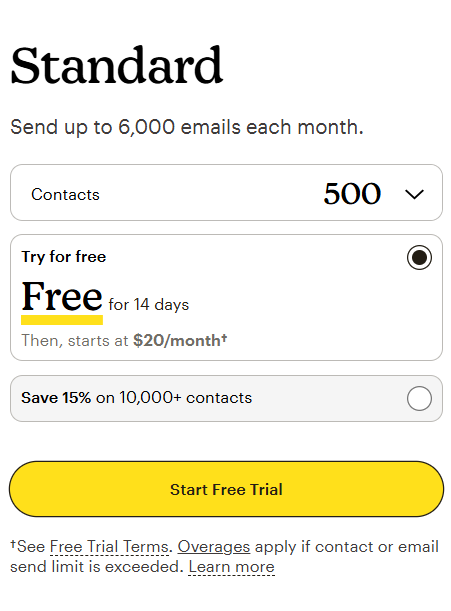 Standard
Send up to 6,000 emails each month.
Contacts 500
Try for free
Free for 14 days
Then, starts at $20/month†
Save 15% on 10,000+ contacts
Start Free Trial
†See Free Trial Terms. Overages apply if contact or email
send limit is exceeded. Learn more